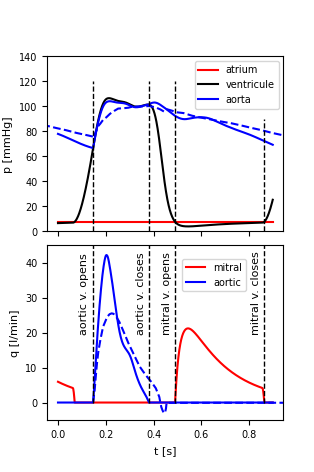 140
120
100
80
60
40
20
0
p [mmHg]
atrium
ventricule
aorta
40
30
20
10
0
q [l/min]
aortic v. opens
aortic v. closes
mitral v. opens
mitral v. closes
mitral
aortic
0.0 0.2 0.4 0.6 0.8
t [s]